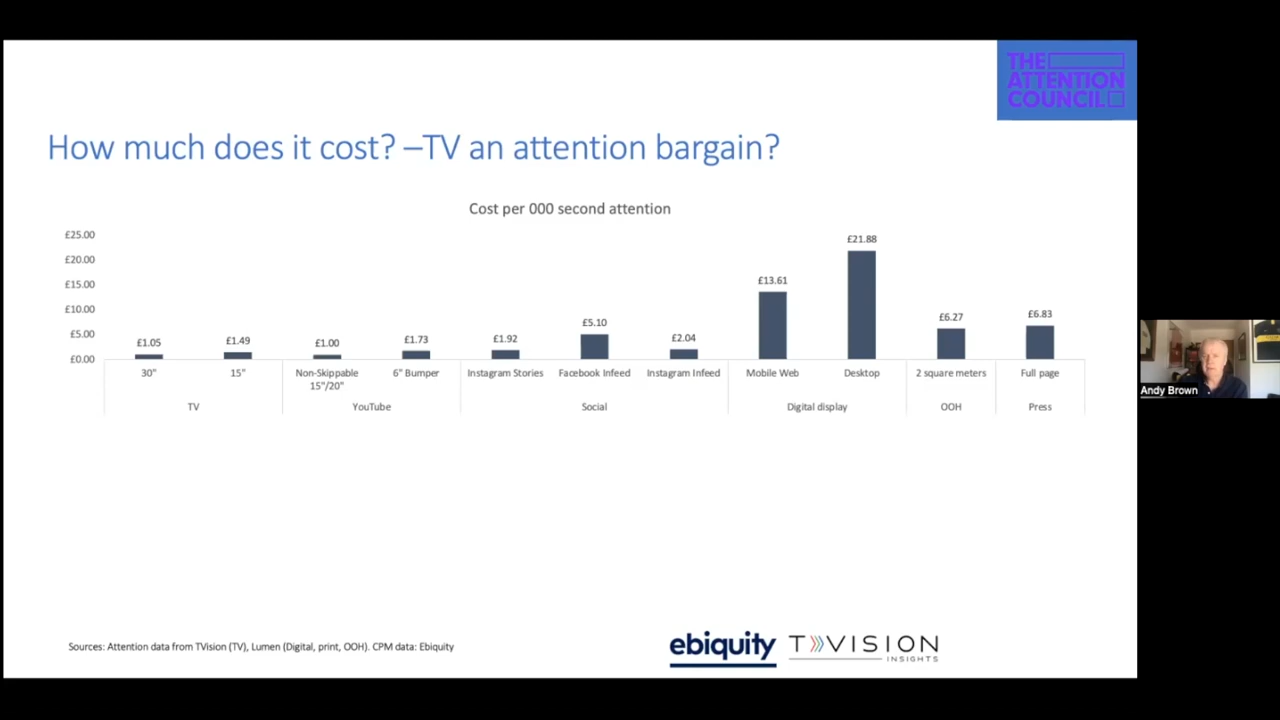 THE
ATTENTION
COUNCIL
How much does it cost? –TV an attention bargain?
Cost per 000 second attention
£25.00
£20.00
£15.00
£10.00
£5.00
£0.00
£1.05
£1.49
£1.00
£1.73
£1.92
£5.10
£2.04
£13.61
£21.88
£6.27
£6.83
30"
15"
Non-Skippable
15"/20"
6" Bumper
Instagram Stories
Facebook Infeed
Instagram Infeed
Mobile Web
Desktop
2 square meters
Full page
TV
YouTube
Social
Digital display
OOH
Press
Andy Brown
Sources: Attention data from TVision (TV), Lumen (Digital, print, OOH). CPM data: Ebiquity
ebiquity
TVISION
INSIGHTS